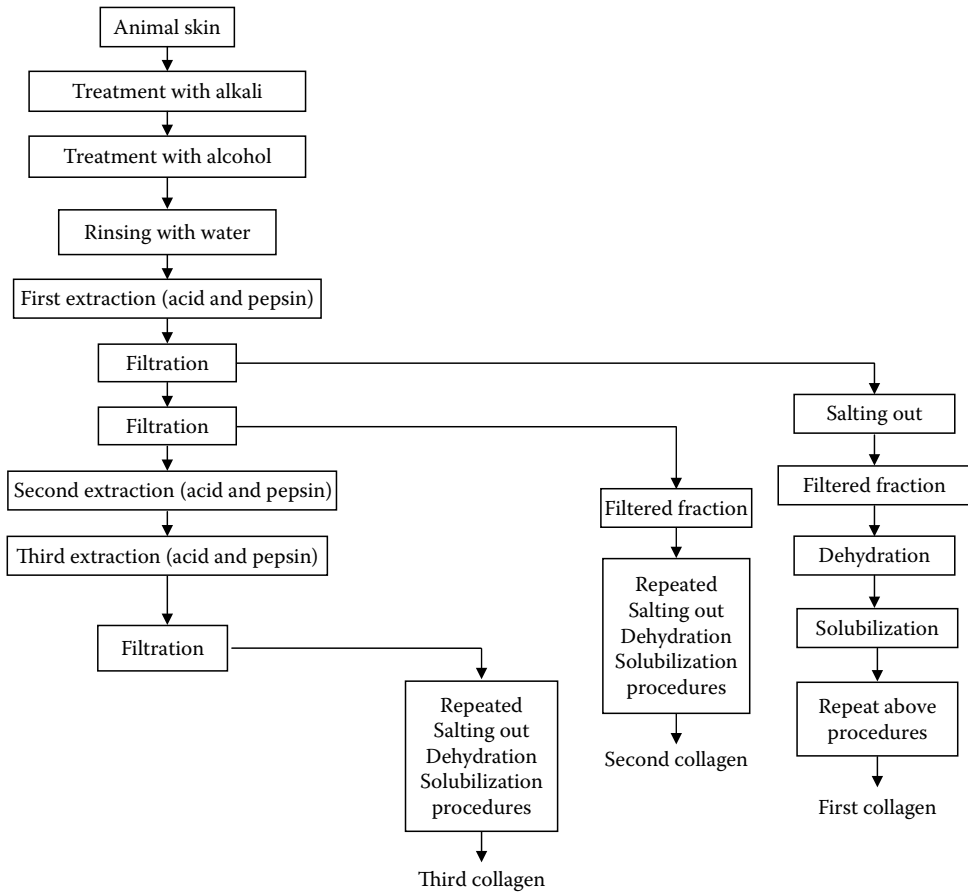 Animal skin
Treatment with alkali
Treatment with alcohol
Rinsing with water
First extraction (acid and pepsin)
Filtration
Filtration
Second extraction (acid and pepsin)
Third extraction (acid and pepsin)
Filtration
Repeated
Salting out
Dehydration
Solubilization
procedures
Third collagen
Filtered fraction
Repeated
Salting out
Dehydration
Solubilization
procedures
Second collagen
Salting out
Filtered fraction
Dehydration
Solubilization
Repeat above
procedures
First collagen